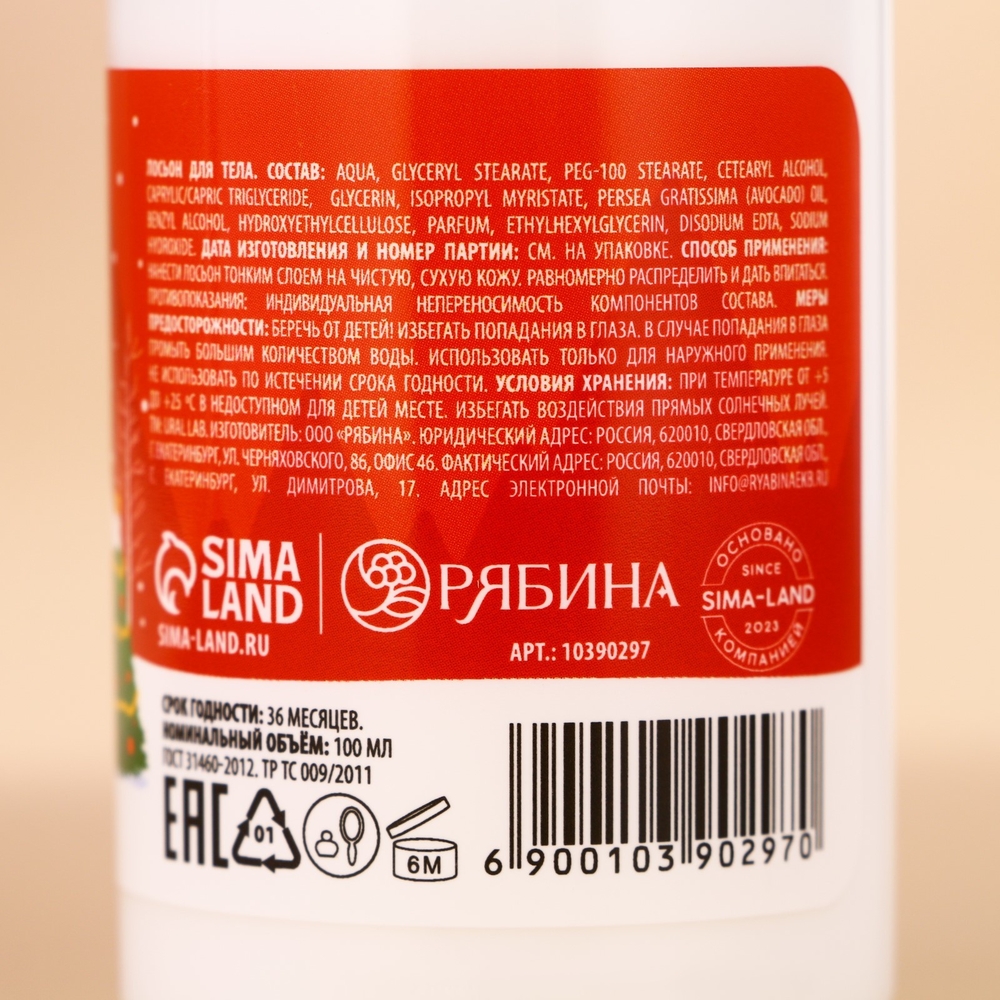 ЛОСЬОН ДЛЯ ТЕЛА. СОСТАВ: AQUA, GLYCERYL STEARATE, PEG-100 STEARATE, CETEARYL ALCOHOL,
CAPRYLIC/CAPRIC TRIGLYCERIDE, GLYCERIN, ISOPROPYL MYRISTATE, PERSEA GRATISSIMA (AVOCADO) OIL,
BENZYL ALCOHOL, HYDROXYETHYLCELLULOSE, PARFUM, ETHYLHEXYLGLYCERIN, DISODIUM EDTA, SODIUM
HYDROXIDE. ДАТА ИЗГОТОВЛЕНИЯ И НОМЕР ПАРТИИ: СМ. НА УПАКОВКЕ. СПОСОБ ПРИМЕНЕНИЯ:
НАНЕСТИ ЛОСЬОН ТОНКИМ СЛОЕМ НА ЧИСТУЮ, СУХУЮ КОЖУ. РАВНОМЕРНО РАСПРЕДЕЛИТЬ И ДАТЬ ВПИТАТЬСЯ.
ПРОТИВОПОКАЗАНИЯ: ИНДИВИДУАЛЬНАЯ НЕПЕРЕНОСИМОСТЬ КОМПОНЕНТОВ СОСТАВА. МЕРЫ
ПРЕДОСТОРОЖНОСТИ: БЕРЕЧЬ ОТ ДЕТЕЙ! ИЗБЕГАТЬ ПОПАДАНИЯ В ГЛАЗА. В СЛУЧАЕ ПОПАДАНИЯ В ГЛАЗА
ПРОМЫТЬ БОЛЬШИМ КОЛИЧЕСТВОМ ВОДЫ. ИСПОЛЬЗОВАТЬ ТОЛЬКО ДЛЯ НАРУЖНОГО ПРИМЕНЕНИЯ.
НЕ ИСПОЛЬЗОВАТЬ ПО ИСТЕЧЕНИИ СРОКА ГОДНОСТИ. УСЛОВИЯ ХРАНЕНИЯ: ПРИ ТЕМПЕРАТУРЕ ОТ +5
ДО +25 °С В НЕДОСТУПНОМ ДЛЯ ДЕТЕЙ МЕСТЕ. ИЗБЕГАТЬ ВОЗДЕЙСТВИЯ ПРЯМЫХ СОЛНЕЧНЫХ ЛУЧЕЙ.
TM: URAL LAB. ИЗГОТОВИТЕЛЬ: ООО «РЯБИНА». ЮРИДИЧЕСКИЙ АДРЕС: РОССИЯ, 620010, СВЕРДЛОВСКАЯ ОБЛ.,
Г. ЕКАТЕРИНБУРГ, УЛ. ЧЕРНЯХОВСКОГО, 86, ОФИС 46. ФАКТИЧЕСКИЙ АДРЕС: РОССИЯ, 620010, СВЕРДЛОВСКАЯ ОБЛ.,
Г. ЕКАТЕРИНБУРГ, УЛ. ДИМИТРОВА, 17. АДРЕС ЭЛЕКТРОННОЙ ПОЧТЫ: INFO@RYABINAEKB.RU
SIMA
LAND
SIMA-LAND.RU
РЯБИНА
АРТ.: 10390297
ОСНОВАНО
SINCE
SIMA-LAND
2023
КОМПАНИЕЙ
СРОК ГОДНОСТИ: 36 МЕСЯЦЕВ.
НОМИНАЛЬНЫЙ ОБЪЁМ: 100 МЛ
ГОСТ 31460-2012. ТР ТС 009/2011
EAC
01
6M
6 900103 902970